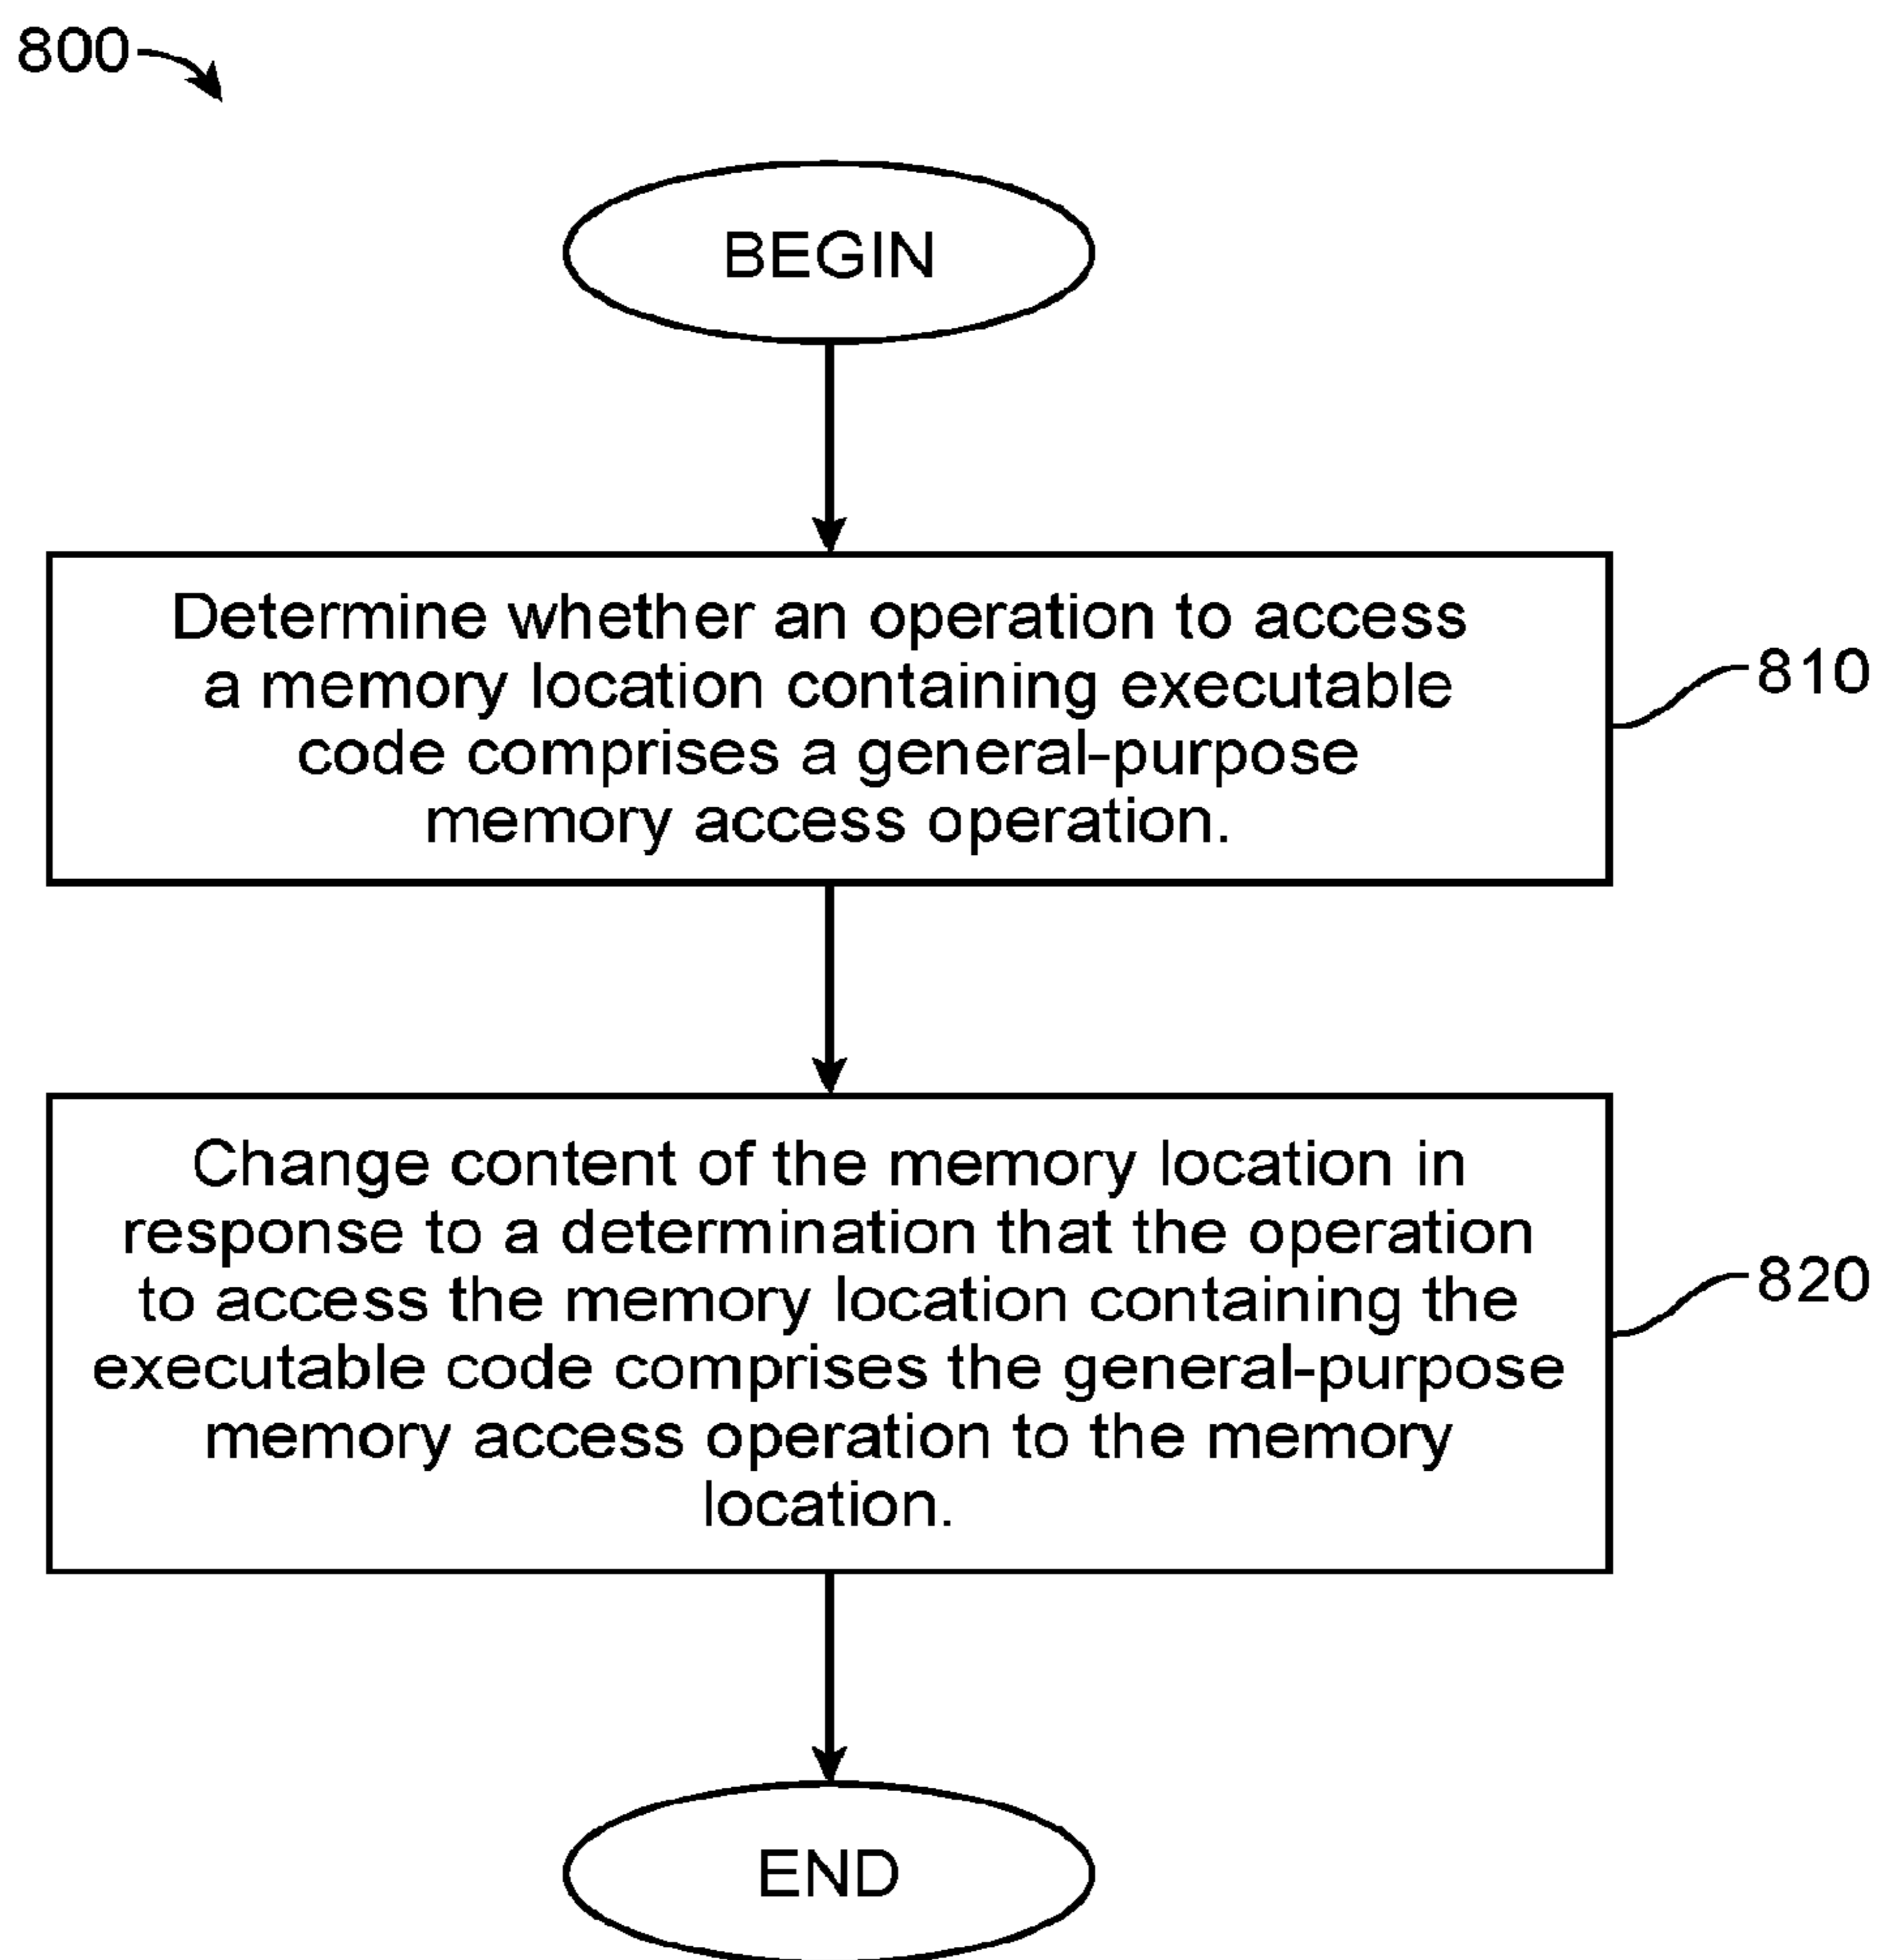 800
BEGIN
Determine whether an operation to access
a memory location containing executable
code comprises a general-purpose
memory access operation.
810
Change content of the memory location in
response to a determination that the operation
to access the memory location containing the
executable code comprises the general-purpose
memory access operation to the memory
location.
820
END